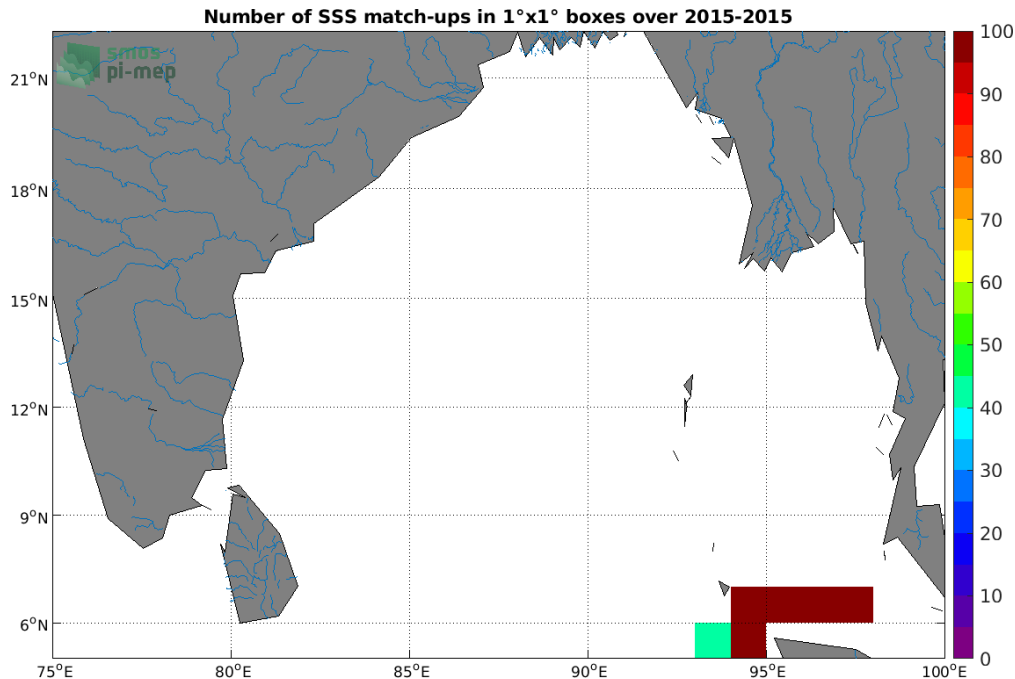 Number of SSS match-ups in 1°x1° boxes over 2015-2015
smos
pi-mep
21°N
18°N
15°N
12°N
9°N
6°N
75°E
80°E
85°E
90°E
95°E
100°E
100
90
80
70
60
50
40
30
20
10
0